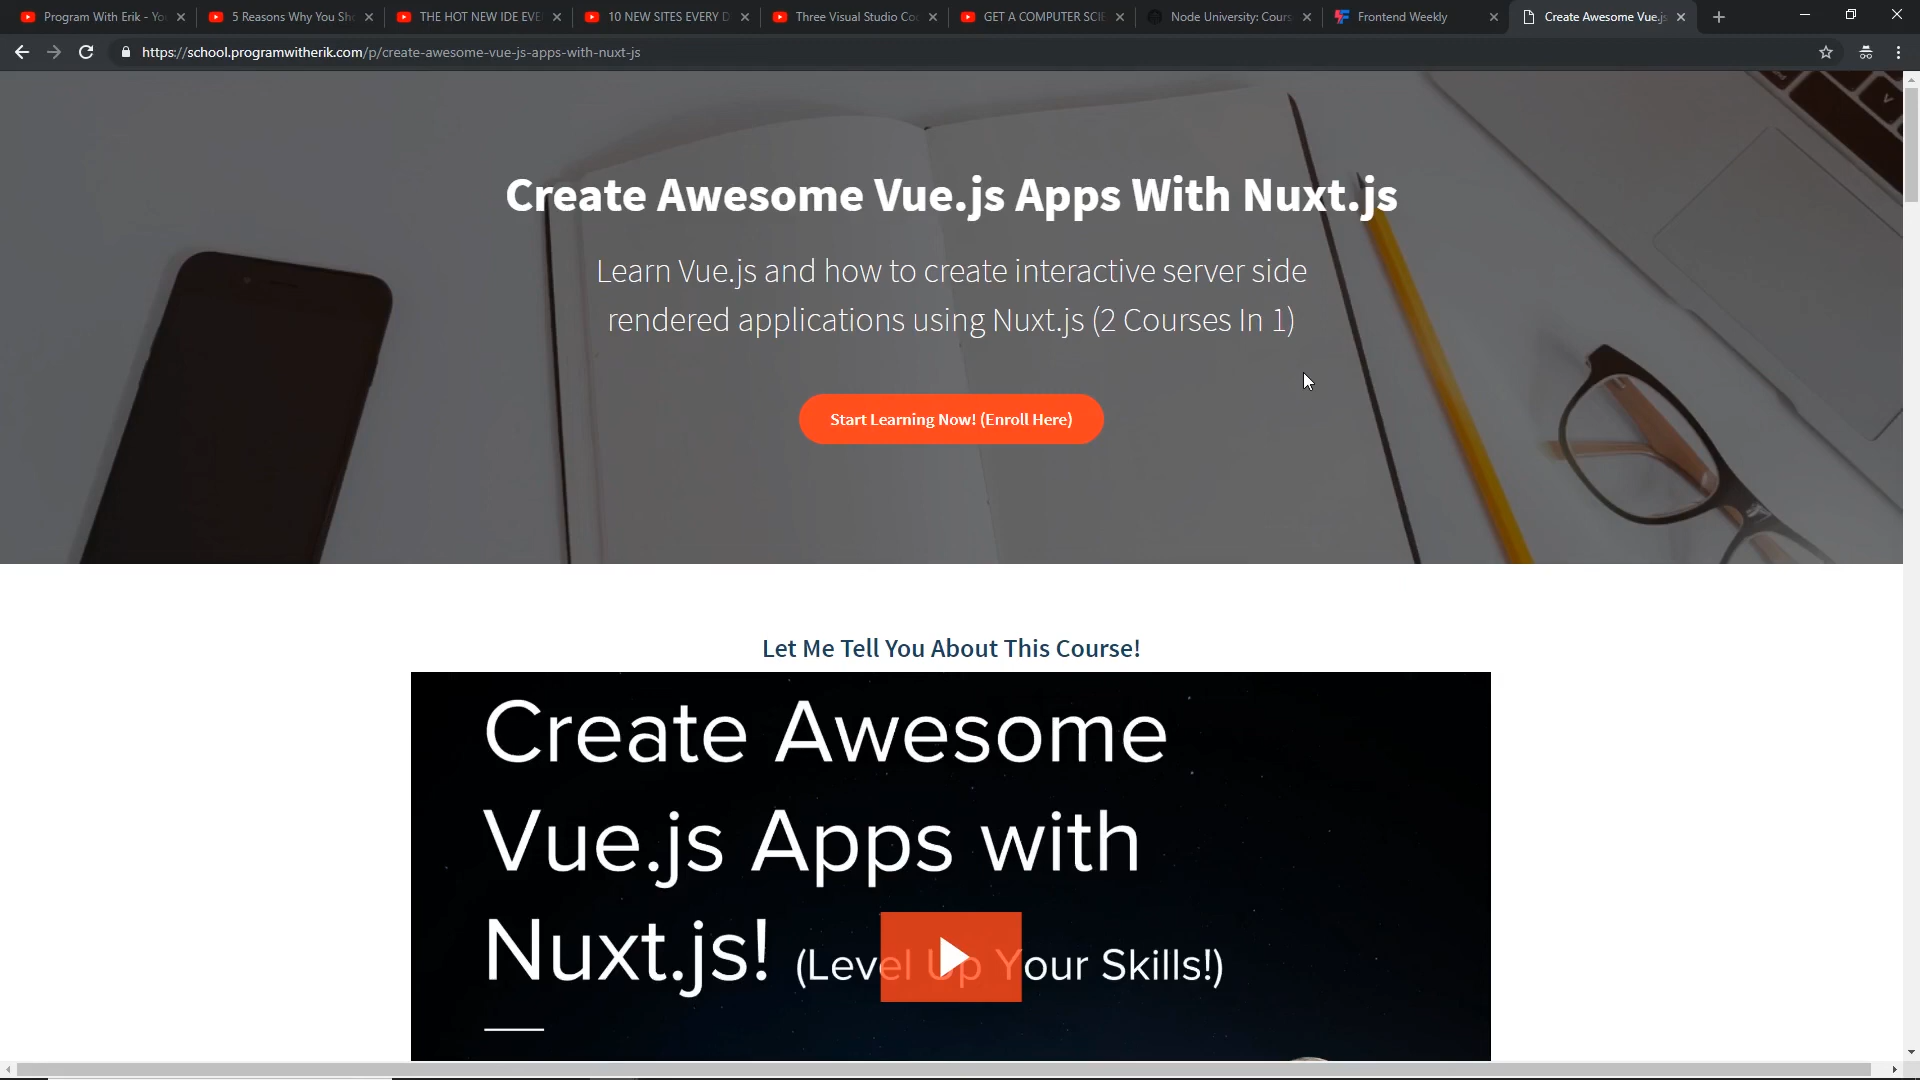 Program With Erik - Yo
5 Reasons Why You Sh
THE HOT NEW IDE EVE
10 NEW SITES EVERY D
Three Visual Studio Co
GET A COMPUTER SCIE
Node University: Cours
Frontend Weekly
Create Awesome Vue.js
https://school.programwitherik.com/p/create-awesome-vue-js-apps-with-nuxt-js
Create Awesome Vue.js Apps With Nuxt.js
Learn Vue.js and how to create interactive server side
rendered applications using Nuxt.js (2 Courses In 1)
Start Learning Now! (Enroll Here)
Let Me Tell You About This Course!
Create Awesome
Vue.js Apps with
Nuxt.js! (Level Up Your Skills!)